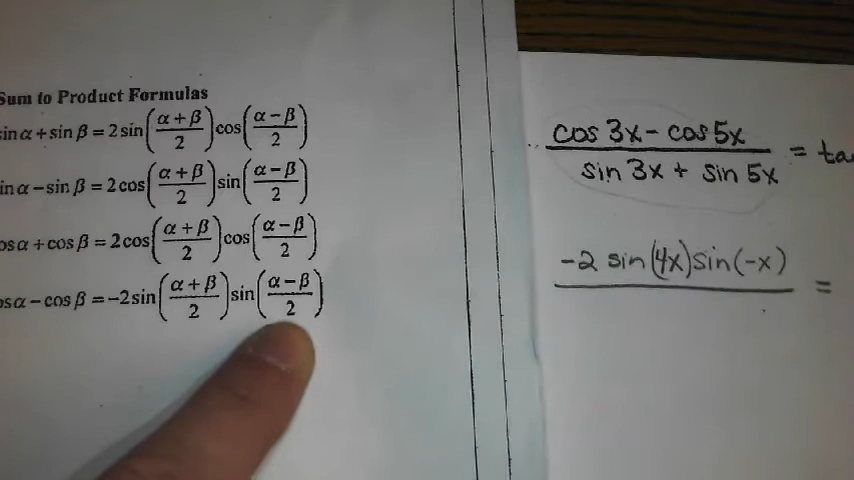 Sum to Product Formulas
in α + sin β = 2 sin((α + β)/2) cos((α − β)/2)
in α − sin β = 2 cos((α + β)/2) sin((α − β)/2)
os α + cos β = 2 cos((α + β)/2) cos((α − β)/2)
os α − cos β = −2 sin((α + β)/2) sin((α − β)/2)
cos 3x − cos 5x
sin 3x + sin 5x
= ta
-2 sin(4x) sin(-x)
=